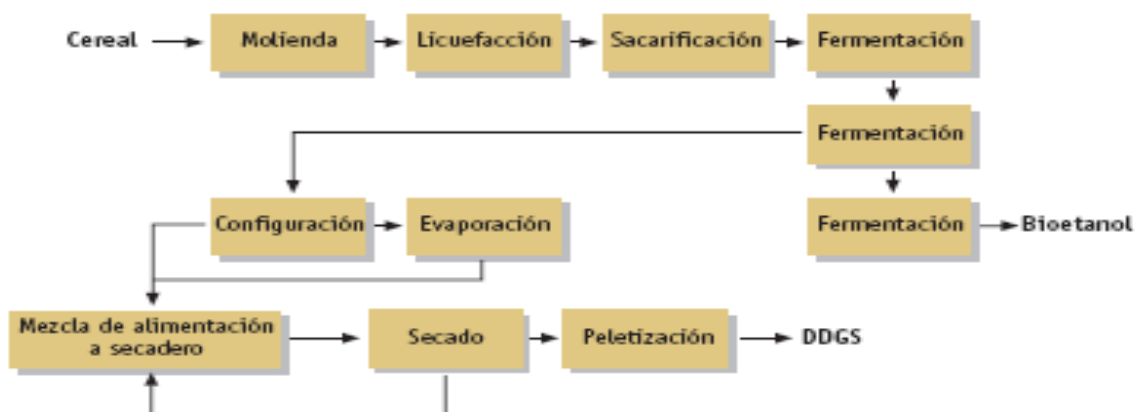 Cereal
Molienda
Licuefacción
Sacarificación
Fermentación
Fermentación
Configuración
Evaporación
Fermentación
Bioetanol
Mezcla de alimentación
a secadero
Secado
Peletización
DDGS